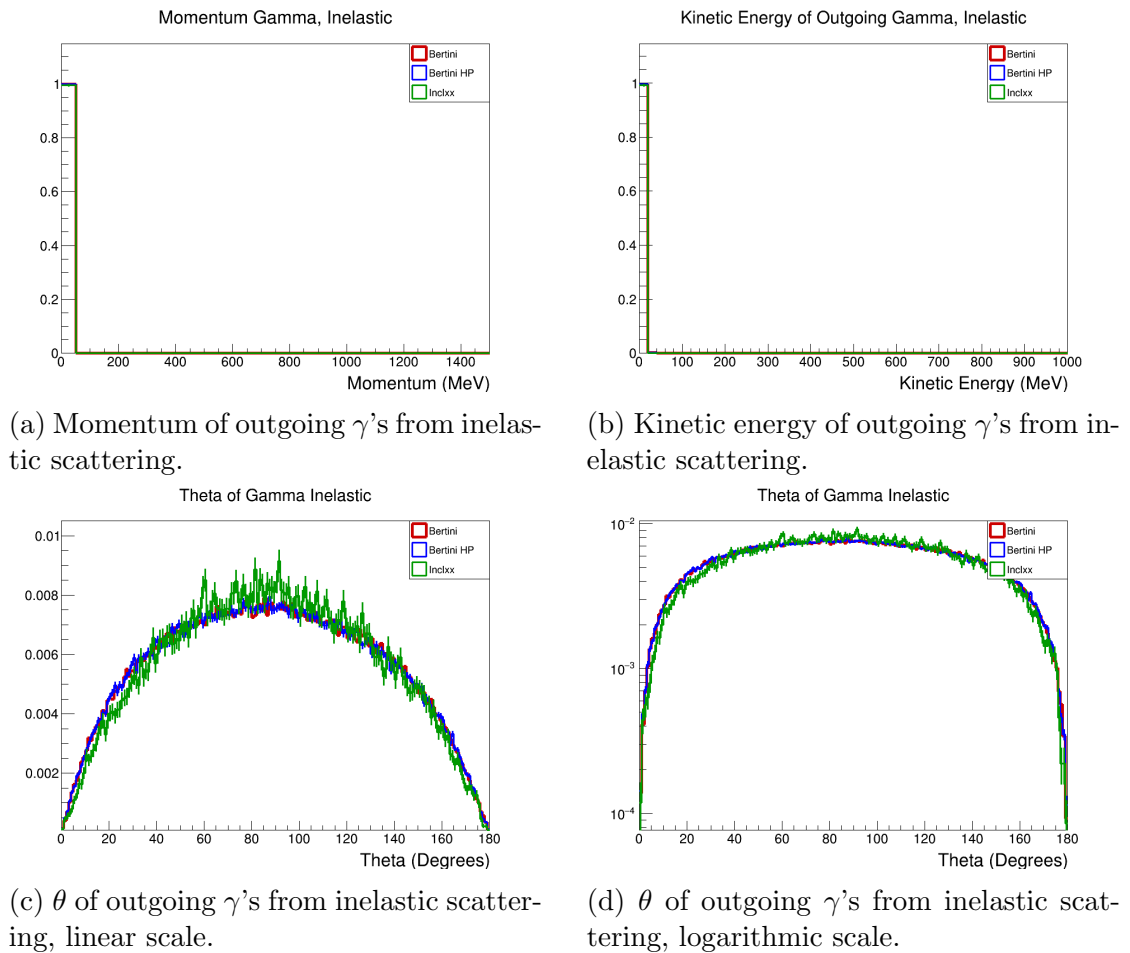 Momentum Gamma, Inelastic
Bertini
Bertini HP
Inclxx
1
0.8
0.6
0.4
0.2
0
0 200 400 600 800 1000 1200 1400
Momentum (MeV)
(a) Momentum of outgoing γ's from inelas-
tic scattering.
Kinetic Energy of Outgoing Gamma, Inelastic
Bertini
Bertini HP
Inclxx
1
0.8
0.6
0.4
0.2
0
0 100 200 300 400 500 600 700 800 900 1000
Kinetic Energy (MeV)
(b) Kinetic energy of outgoing γ's from in-
elastic scattering.
Theta of Gamma Inelastic
Bertini
Bertini HP
Inclxx
0.01
0.008
0.006
0.004
0.002
0 20 40 60 80 100 120 140 160 180
Theta (Degrees)
(c) θ of outgoing γ's from inelastic scatter-
ing, linear scale.
Theta of Gamma Inelastic
Bertini
Bertini HP
Inclxx
10⁻²
10⁻³
10⁻⁴
0 20 40 60 80 100 120 140 160 180
Theta (Degrees)
(d) θ of outgoing γ's from inelastic scat-
tering, logarithmic scale.